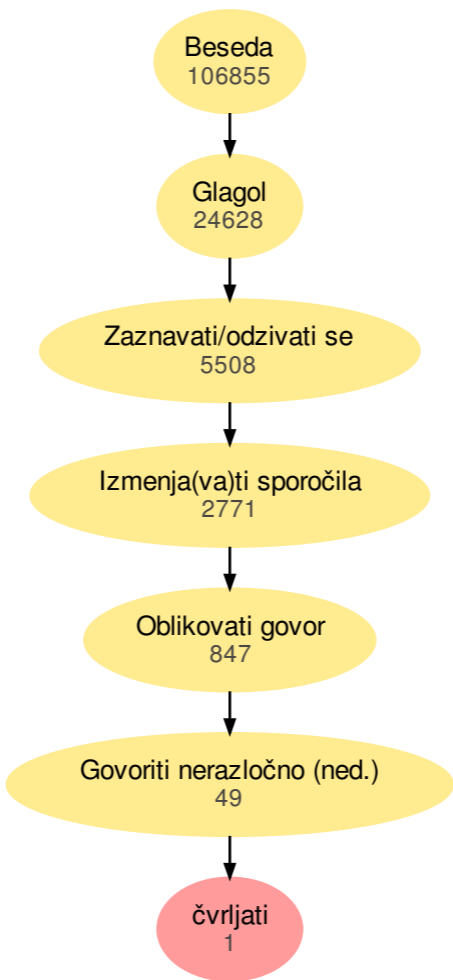 Beseda
106855
Glagol
24628
Zaznavati/odzivati se
5508
Izmenja(va)ti sporočila
2771
Oblikovati govor
847
Govoriti nerazločno (ned.)
49
čvrljati
1